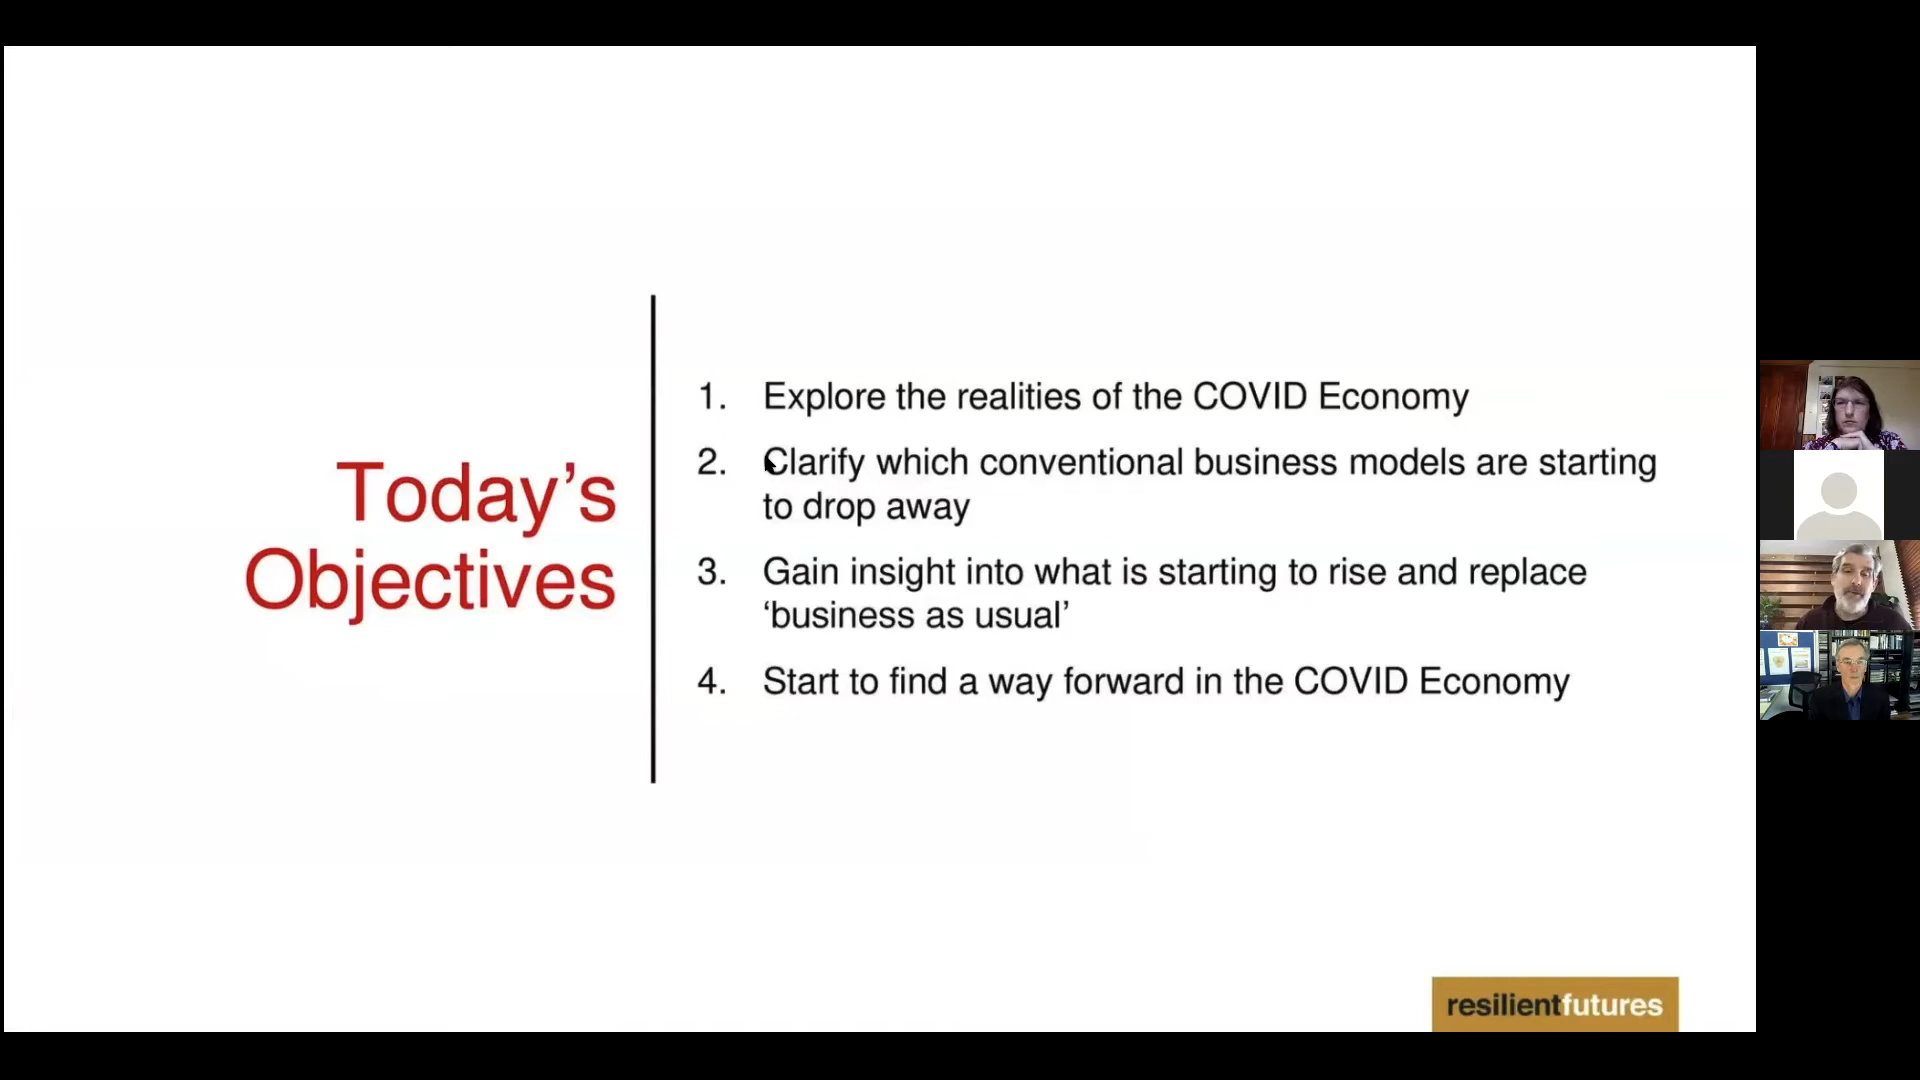 Today’s
Objectives
1. Explore the realities of the COVID Economy
2. Clarify which conventional business models are starting
to drop away
3. Gain insight into what is starting to rise and replace
‘business as usual’
4. Start to find a way forward in the COVID Economy
resilientfutures